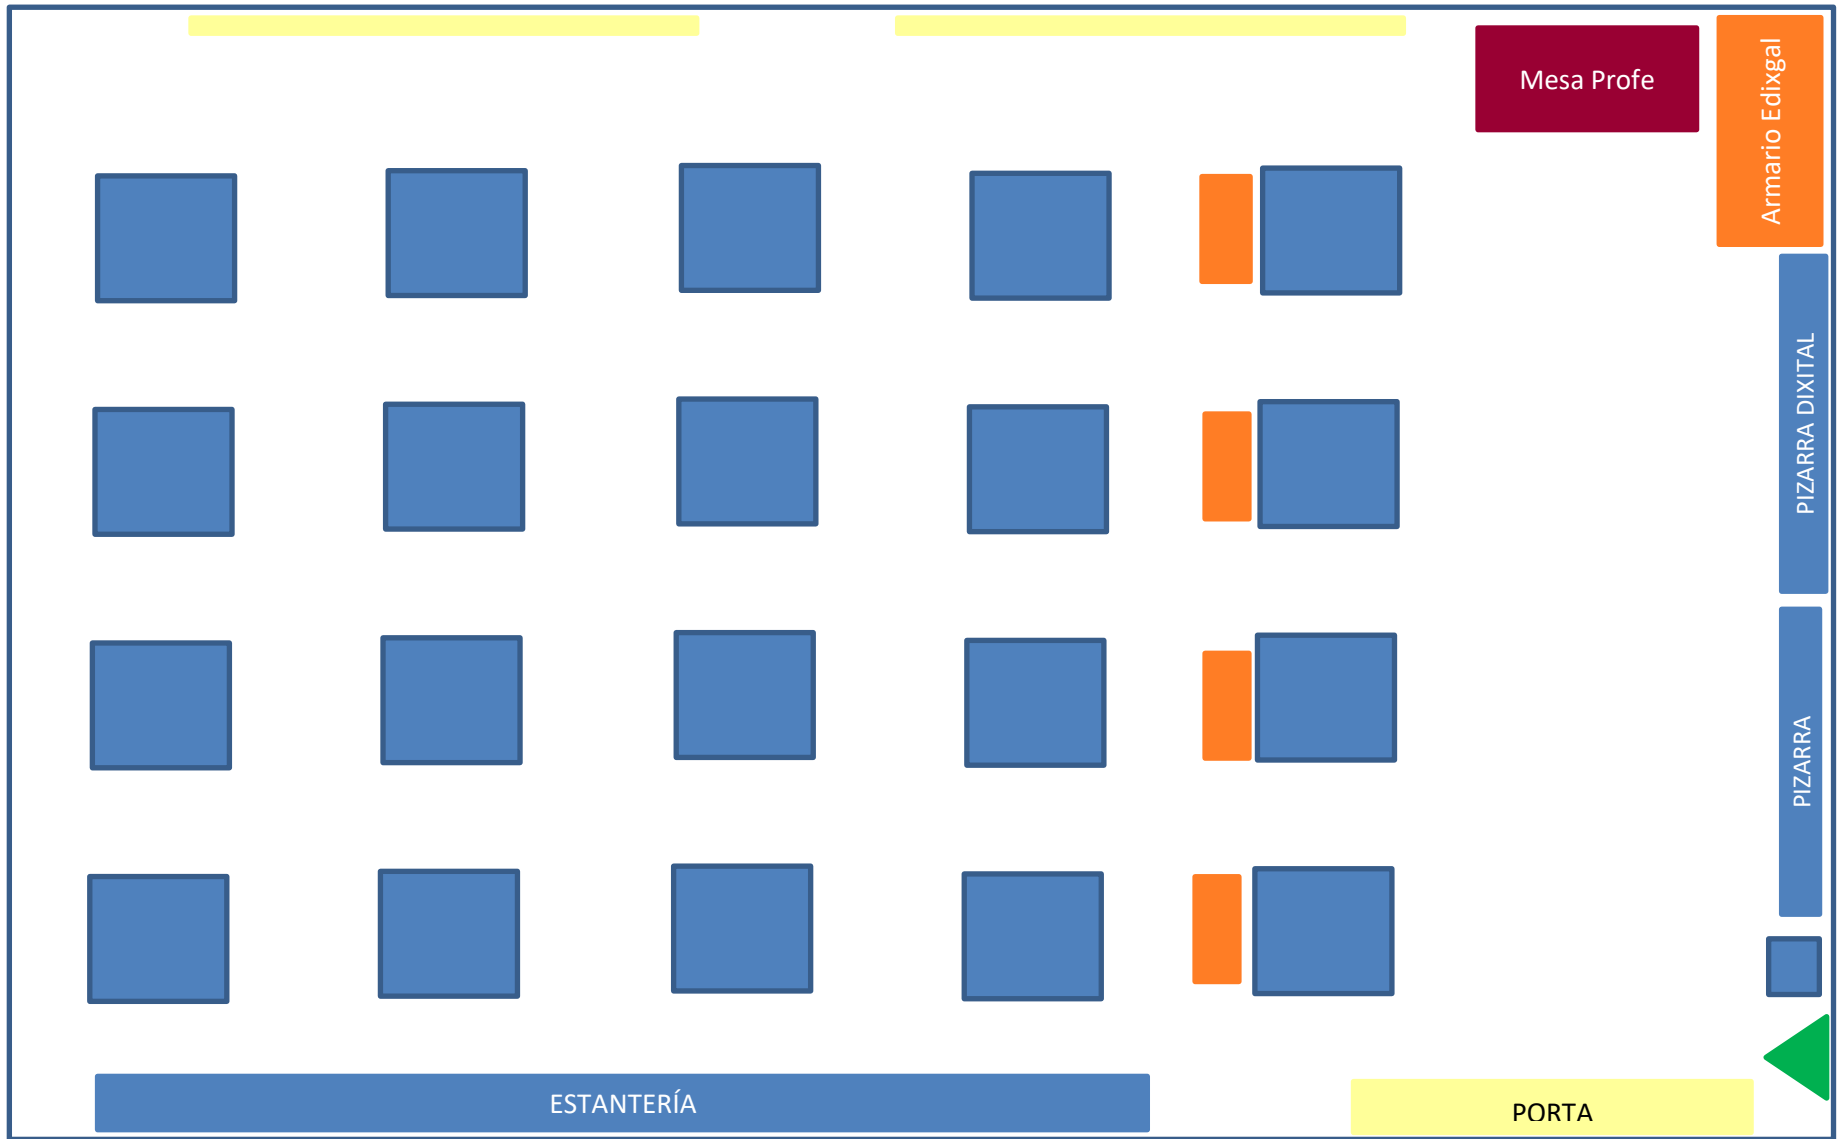 Mesa Profe
Armario Edixgal
PIZARRA DIXITAL
PIZARRA
ESTANTERÍA
PORTA